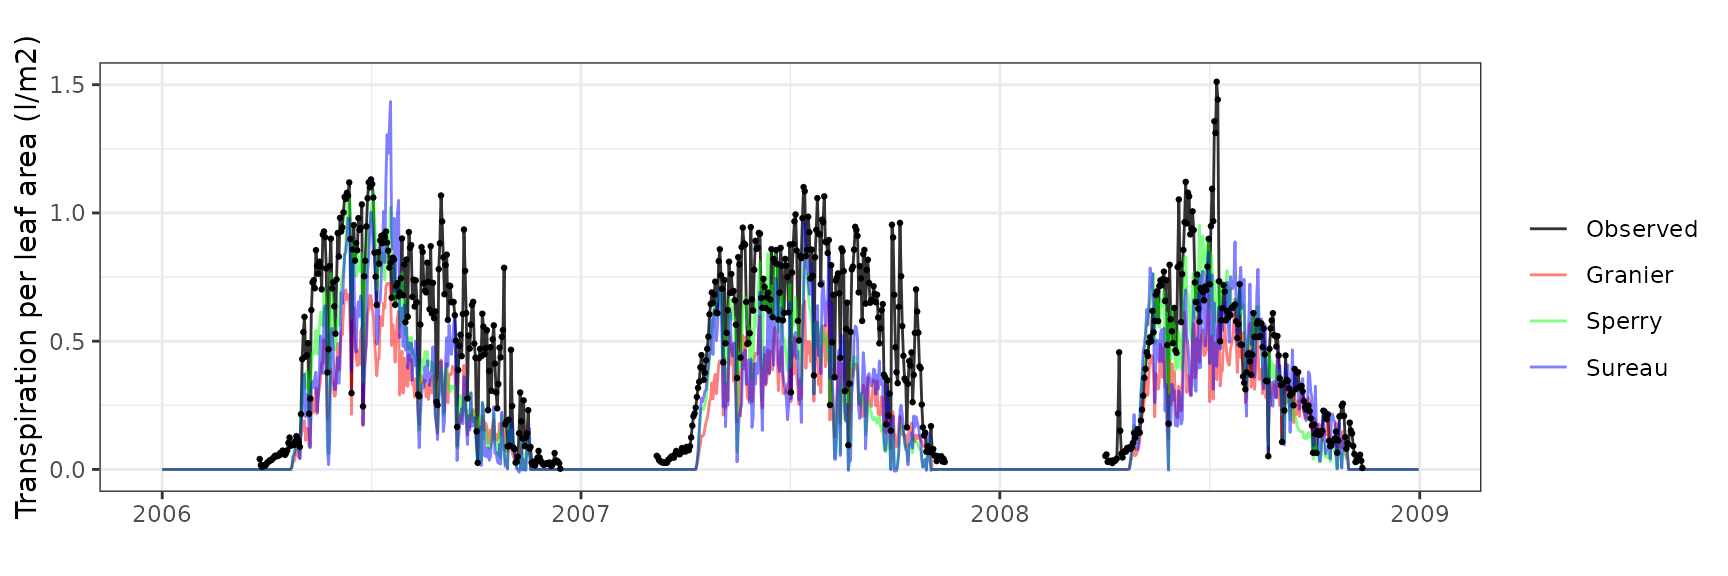 Transpiration per leaf area (l/m2)
1.5
1.0
0.5
0.0
2006
2007
2008
2009
Observed
Granier
Sperry
Sureau